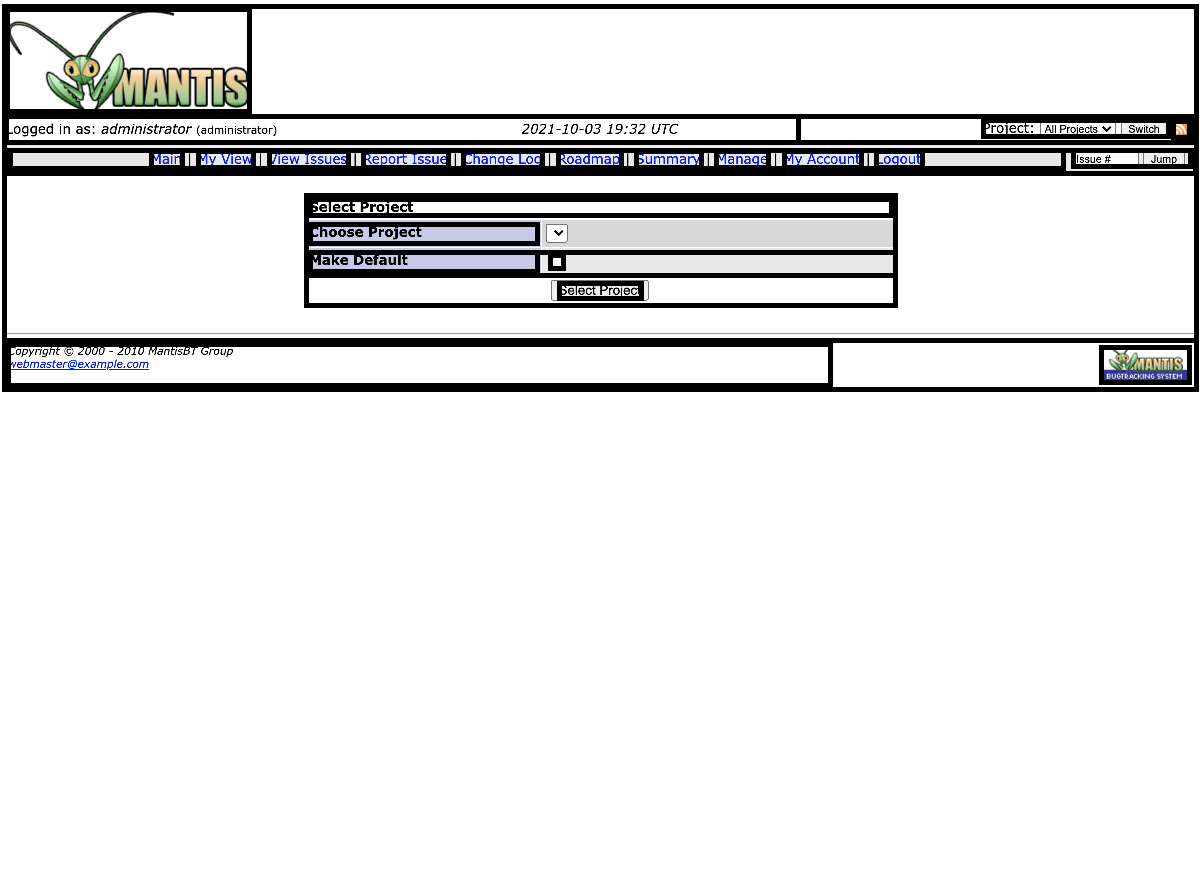 MANTIS
Logged in as: administrator (administrator) 2021-10-03 19:32 UTC Project: All Projects Switch
Main | My View | View Issues | Report Issue | Change Log | Roadmap | Summary | Manage | My Account | Logout Issue # Jump
Select Project
Choose Project
Make Default
Select Project
Copyright © 2000 - 2010 MantisBT Group
webmaster@example.com
MANTIS
BUGTRACKING SYSTEM